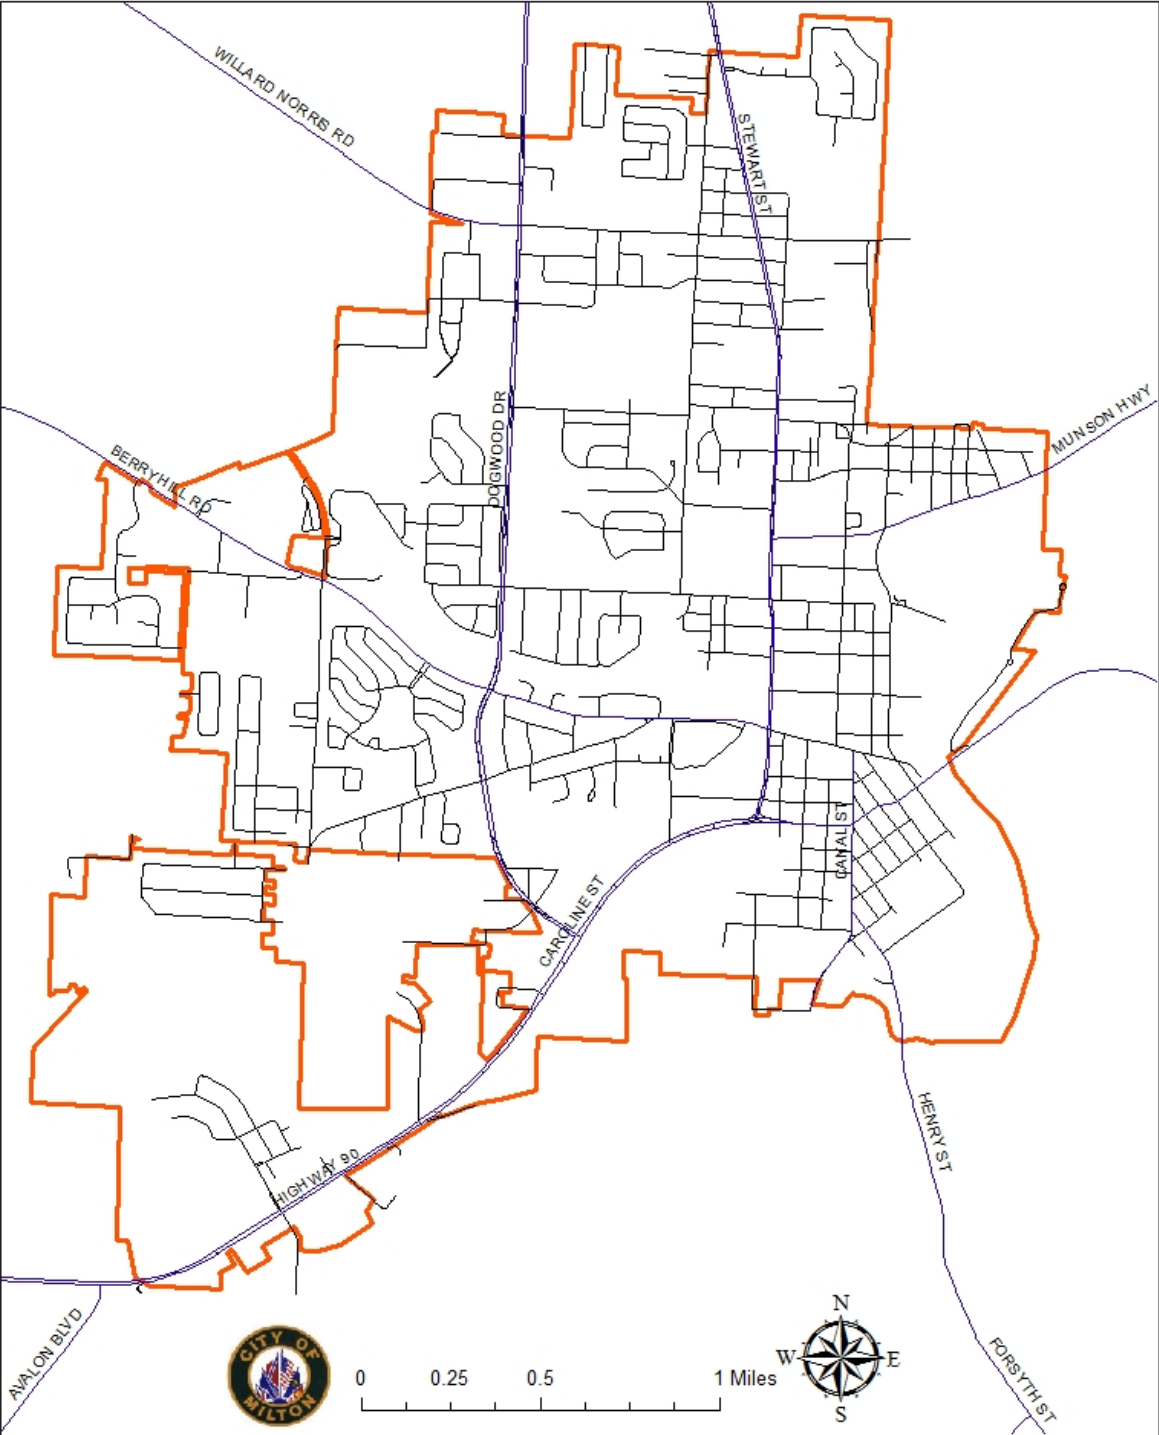 WILLARD NORRIS RD
STEWART ST
MUNSON HWY
DOGWOOD DR
BERRYHILL RD
CANAL ST
CAROLINE ST
HENRY ST
HIGHWAY 90
AVALON BLVD
FORSYTH ST
CITY OF
MILTON
0 0.25 0.5 1 Miles
N
W E
S